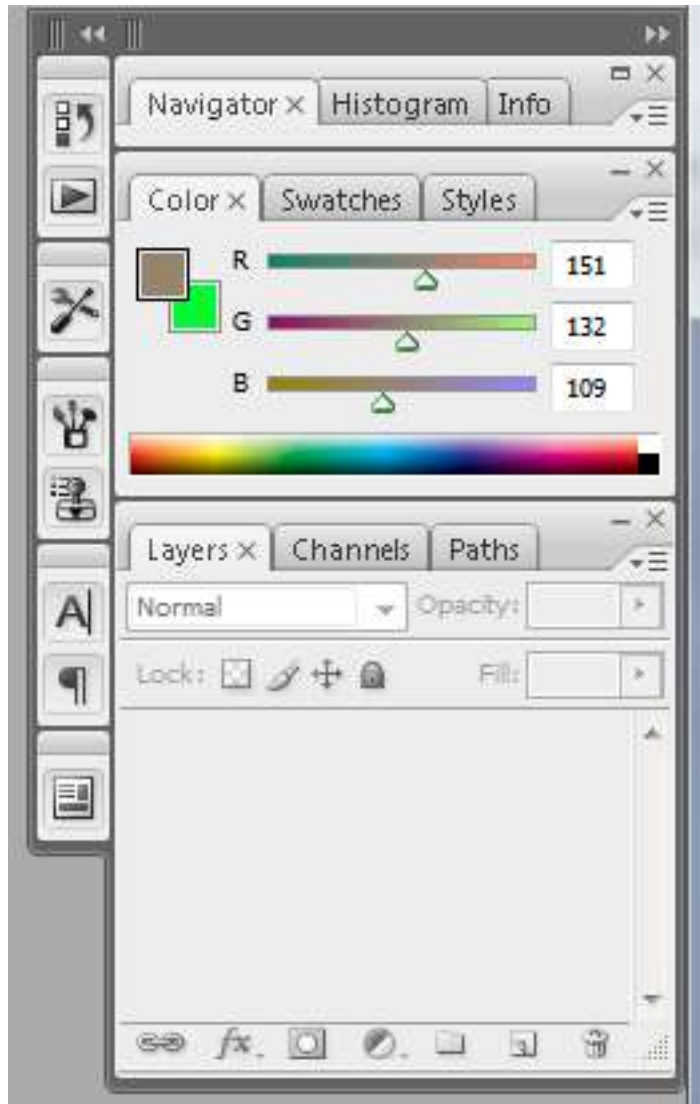 Navigator Histogram Info
Color Swatches Styles
R 151
G 132
B 109
Layers Channels Paths
Normal Opacity:
Lock: Fill:
A
fx